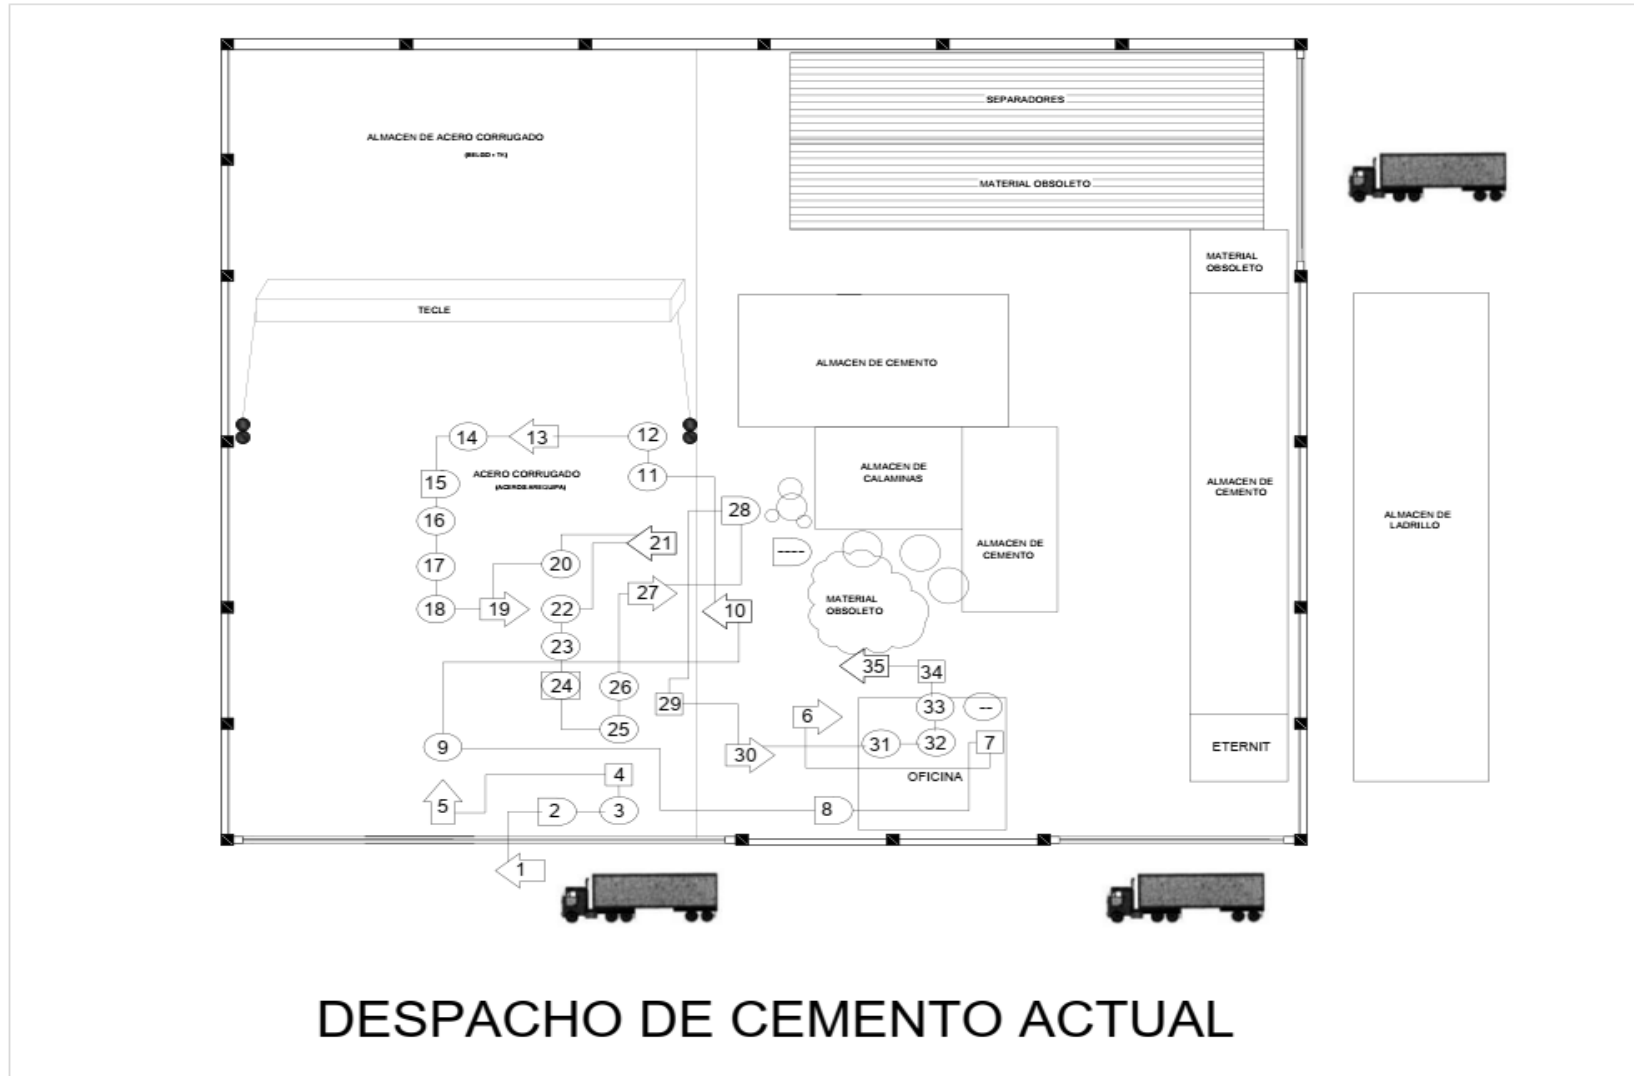 SEPARADORES
ALMACEN DE ACERO CORRUGADO
MATERIAL OBSOLETO
MATERIAL
OBSOLETO
TECLE
ALMACEN DE CEMENTO
14
13
12
ACERO CORRUGADO
(ACEROS AREQUIPA)
11
15
ALMACEN DE
CALAMINAS
ALMACEN DE
CEMENTO
ALMACEN DE
LADRILLO
16
28
21
20
----
ALMACEN DE
CEMENTO
17
27
18
19
22
10
MATERIAL
OBSOLETO
23
35
34
24
26
29
6
33
--
25
9
30
31
32
7
ETERNIT
OFICINA
4
5
2
3
8
1
DESPACHO DE CEMENTO ACTUAL